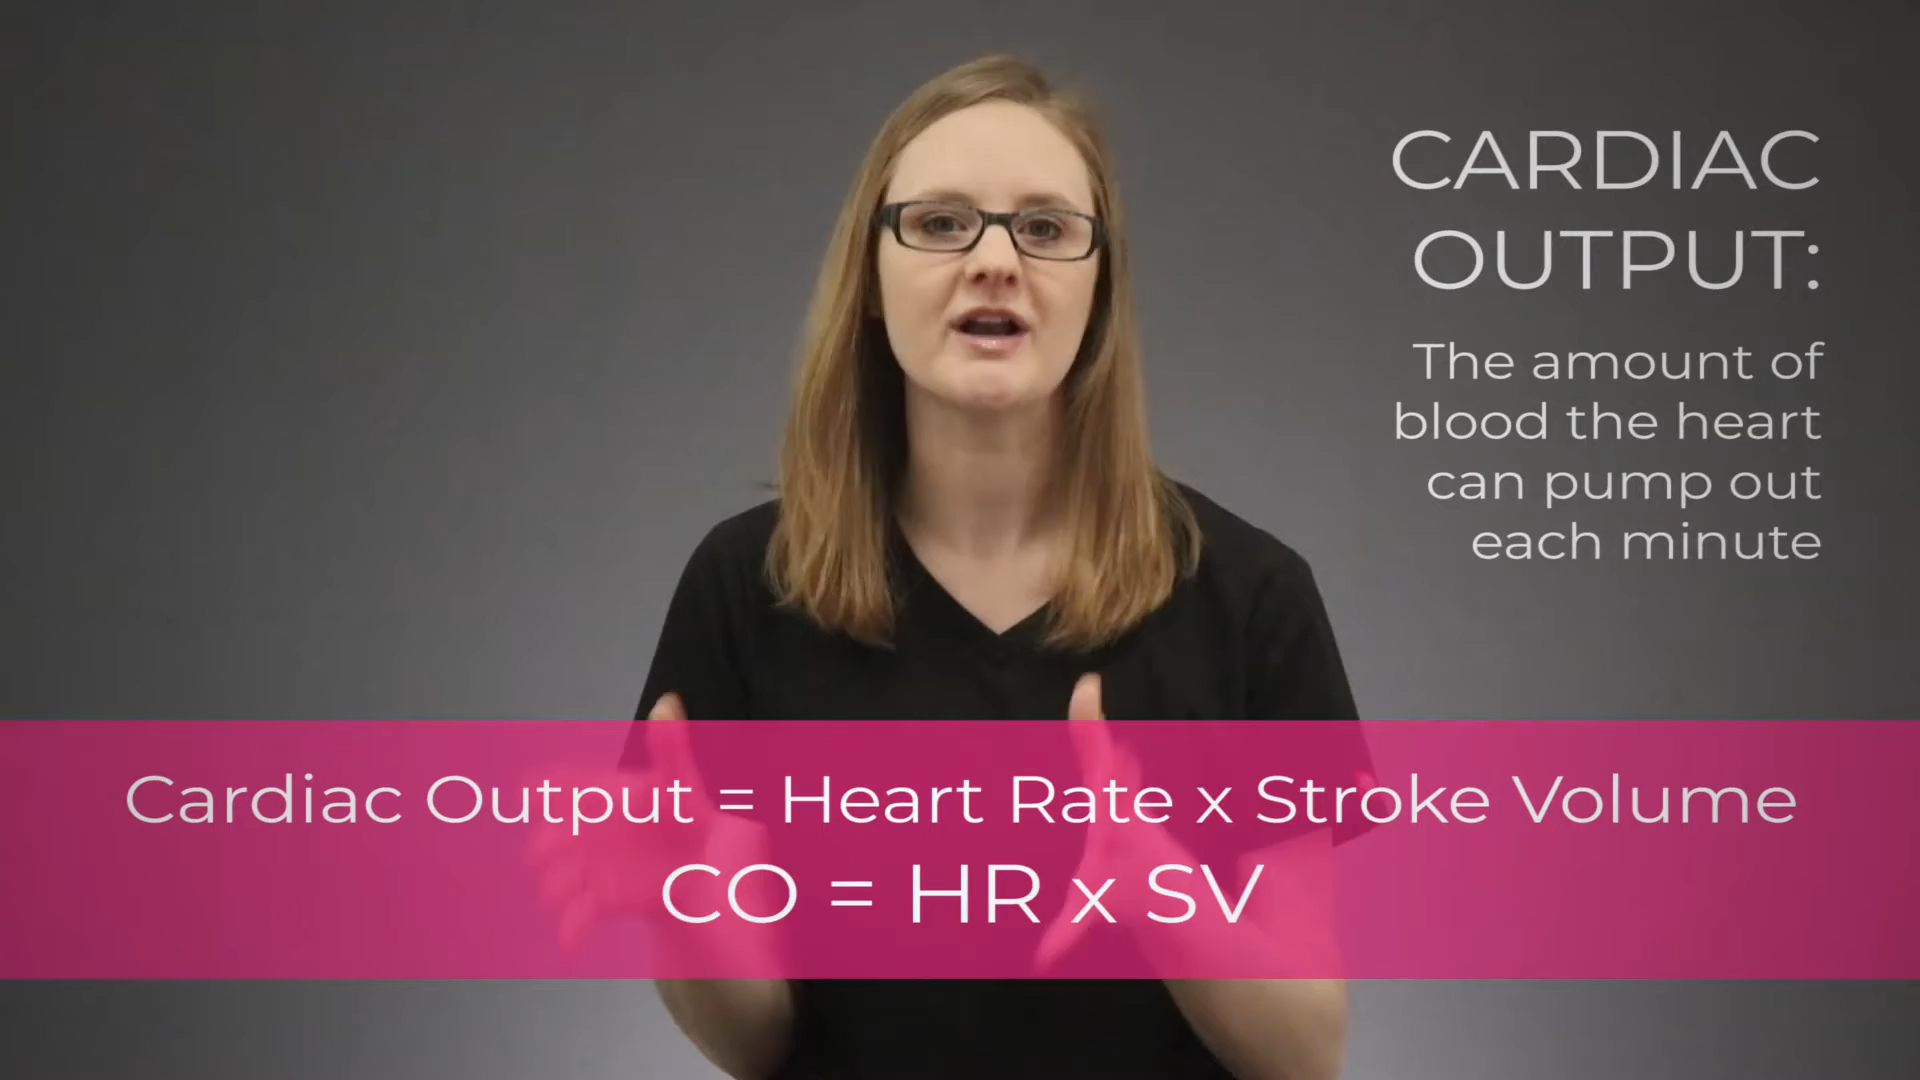 CARDIAC
OUTPUT:
The amount of
blood the heart
can pump out
each minute
Cardiac Output = Heart Rate x Stroke Volume
CO = HR x SV